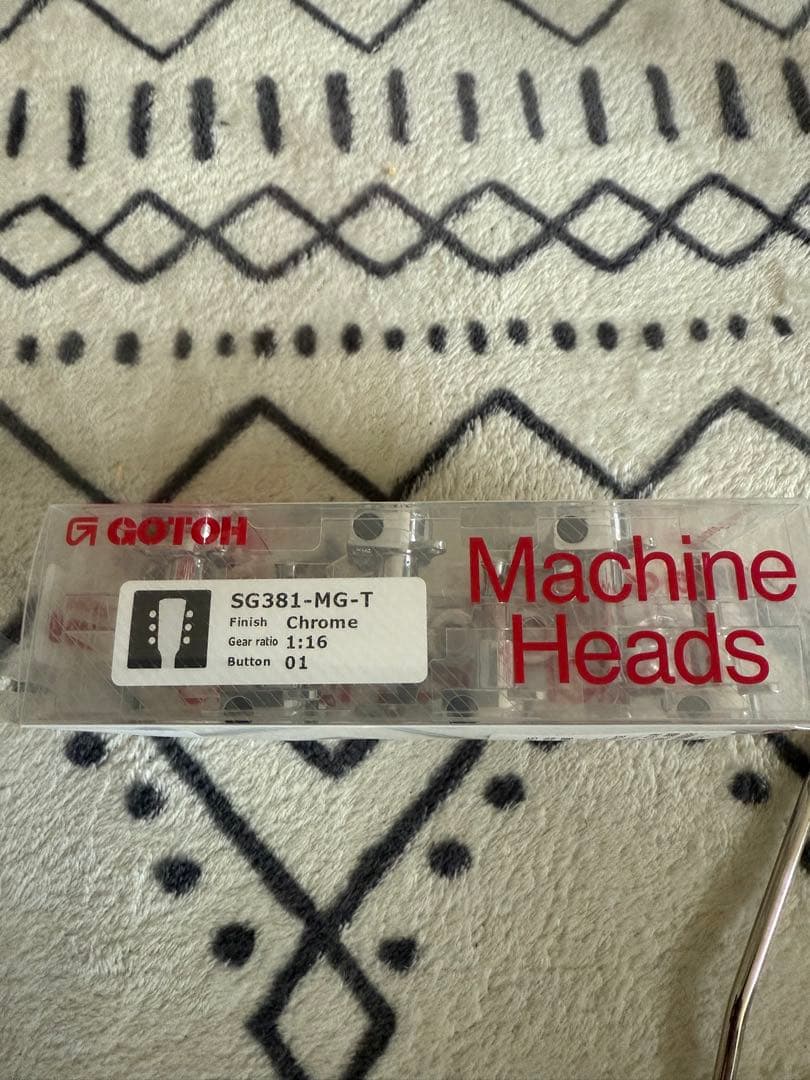 GOTOH
Machine
Heads
SG381-MG-T
Finish Chrome
Gear ratio 1:16
Button 01